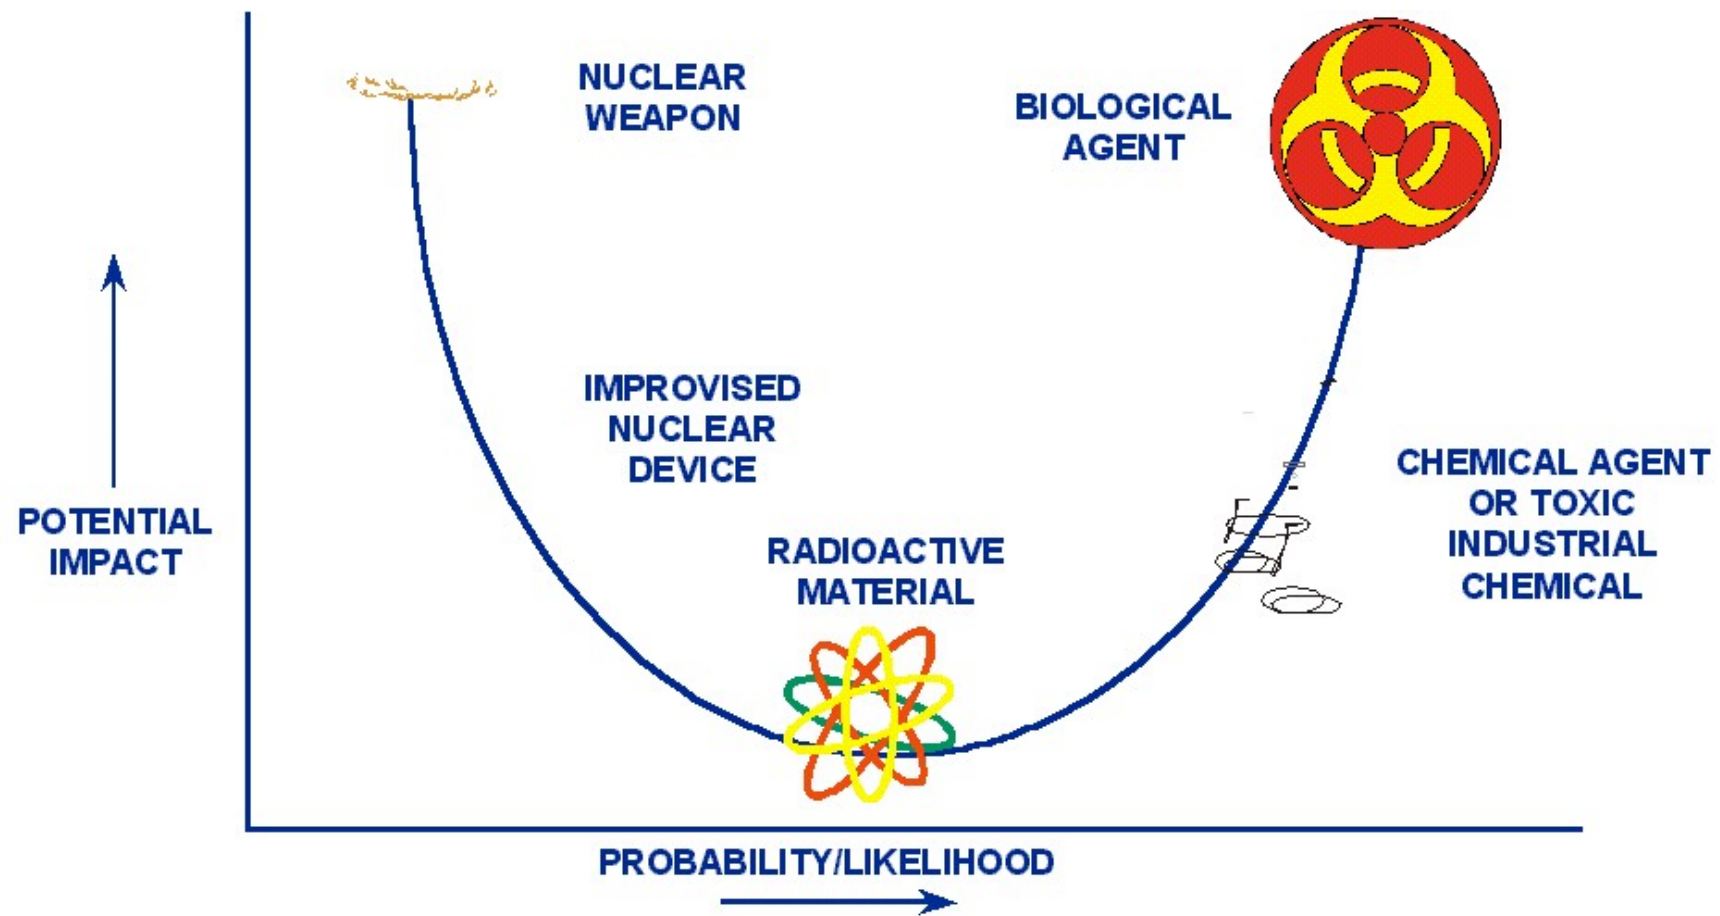 NUCLEAR
WEAPON
BIOLOGICAL
AGENT
IMPROVISED
NUCLEAR
DEVICE
CHEMICAL AGENT
OR TOXIC
INDUSTRIAL
CHEMICAL
POTENTIAL
IMPACT
RADIOACTIVE
MATERIAL
PROBABILITY/LIKELIHOOD